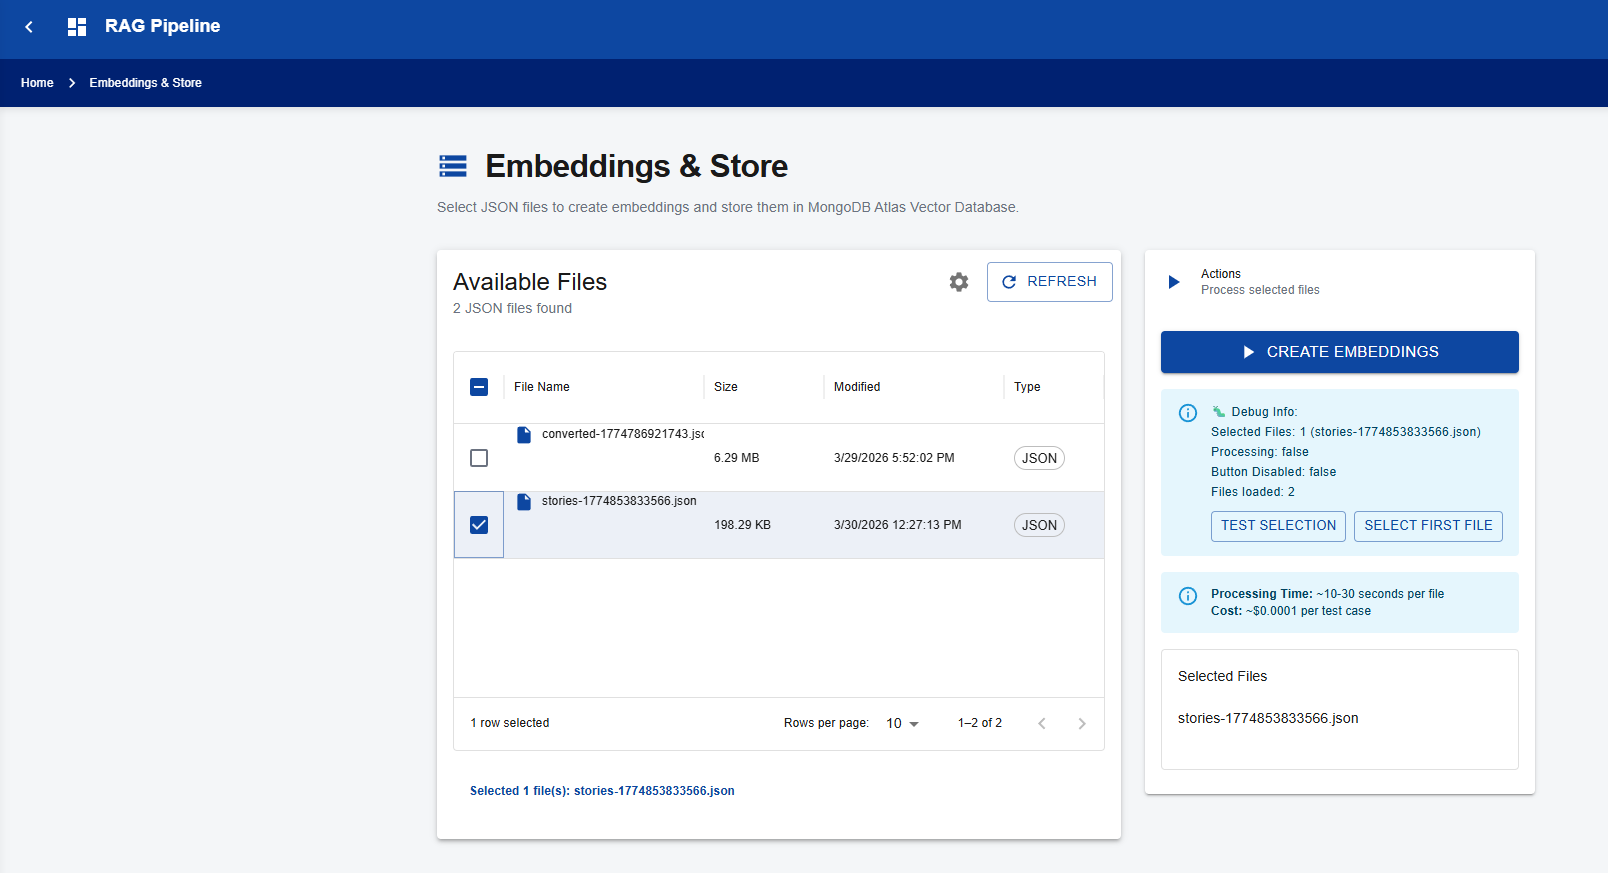 RAG Pipeline
Home
Embeddings & Store
Embeddings & Store
Select JSON files to create embeddings and store them in MongoDB Atlas Vector Database.
Available Files
2 JSON files found
REFRESH
File Name Size Modified Type
converted-1774786921743.jsc
6.29 MB 3/29/2026 5:52:02 PM JSON
stories-1774853833566.json
198.29 KB 3/30/2026 12:27:13 PM JSON
1 row selected
Rows per page: 10 1–2 of 2
Selected 1 file(s): stories-1774853833566.json
Actions
Process selected files
CREATE EMBEDDINGS
Debug Info:
Selected Files: 1 (stories-1774853833566.json)
Processing: false
Button Disabled: false
Files loaded: 2
TEST SELECTION SELECT FIRST FILE
Processing Time: ~10-30 seconds per file
Cost: ~$0.0001 per test case
Selected Files
stories-1774853833566.json